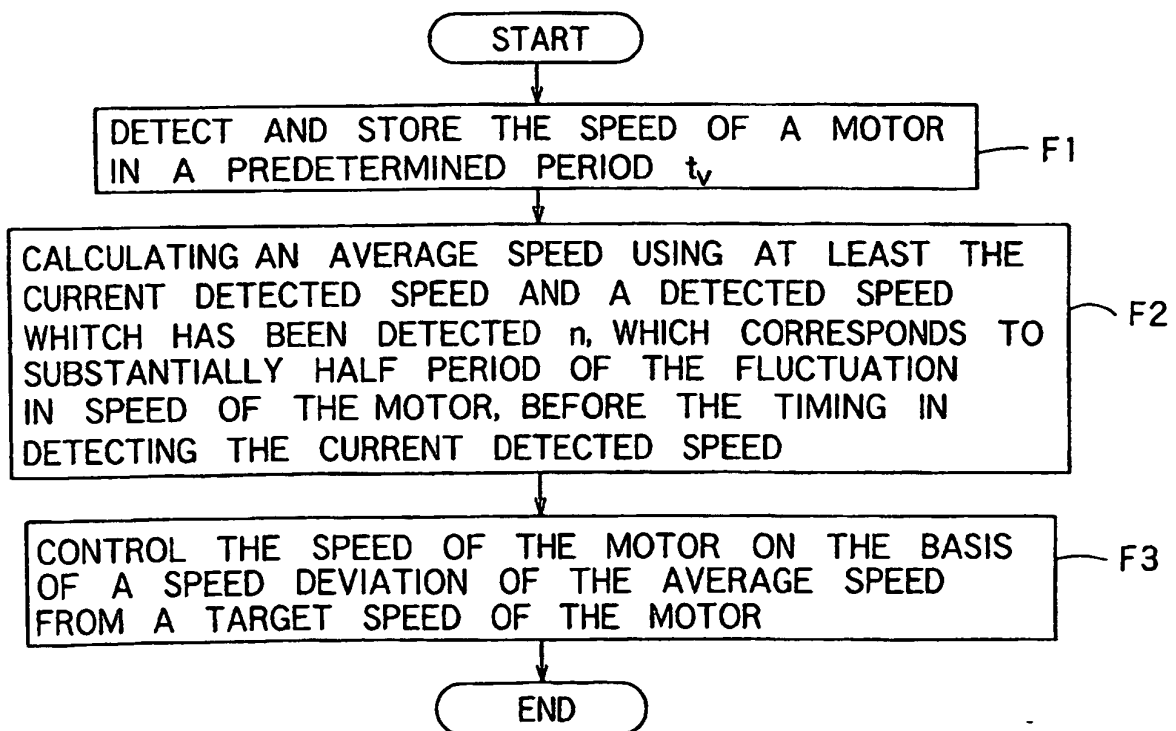 START
DETECT AND STORE THE SPEED OF A MOTOR
IN A PREDETERMINED PERIOD tv
F1
CALCULATING AN AVERAGE SPEED USING AT LEAST THE
CURRENT DETECTED SPEED AND A DETECTED SPEED
WHITCH HAS BEEN DETECTED n, WHICH CORRESPONDS TO
SUBSTANTIALLY HALF PERIOD OF THE FLUCTUATION
IN SPEED OF THE MOTOR, BEFORE THE TIMING IN
DETECTING THE CURRENT DETECTED SPEED
F2
CONTROL THE SPEED OF THE MOTOR ON THE BASIS
OF A SPEED DEVIATION OF THE AVERAGE SPEED
FROM A TARGET SPEED OF THE MOTOR
F3
END